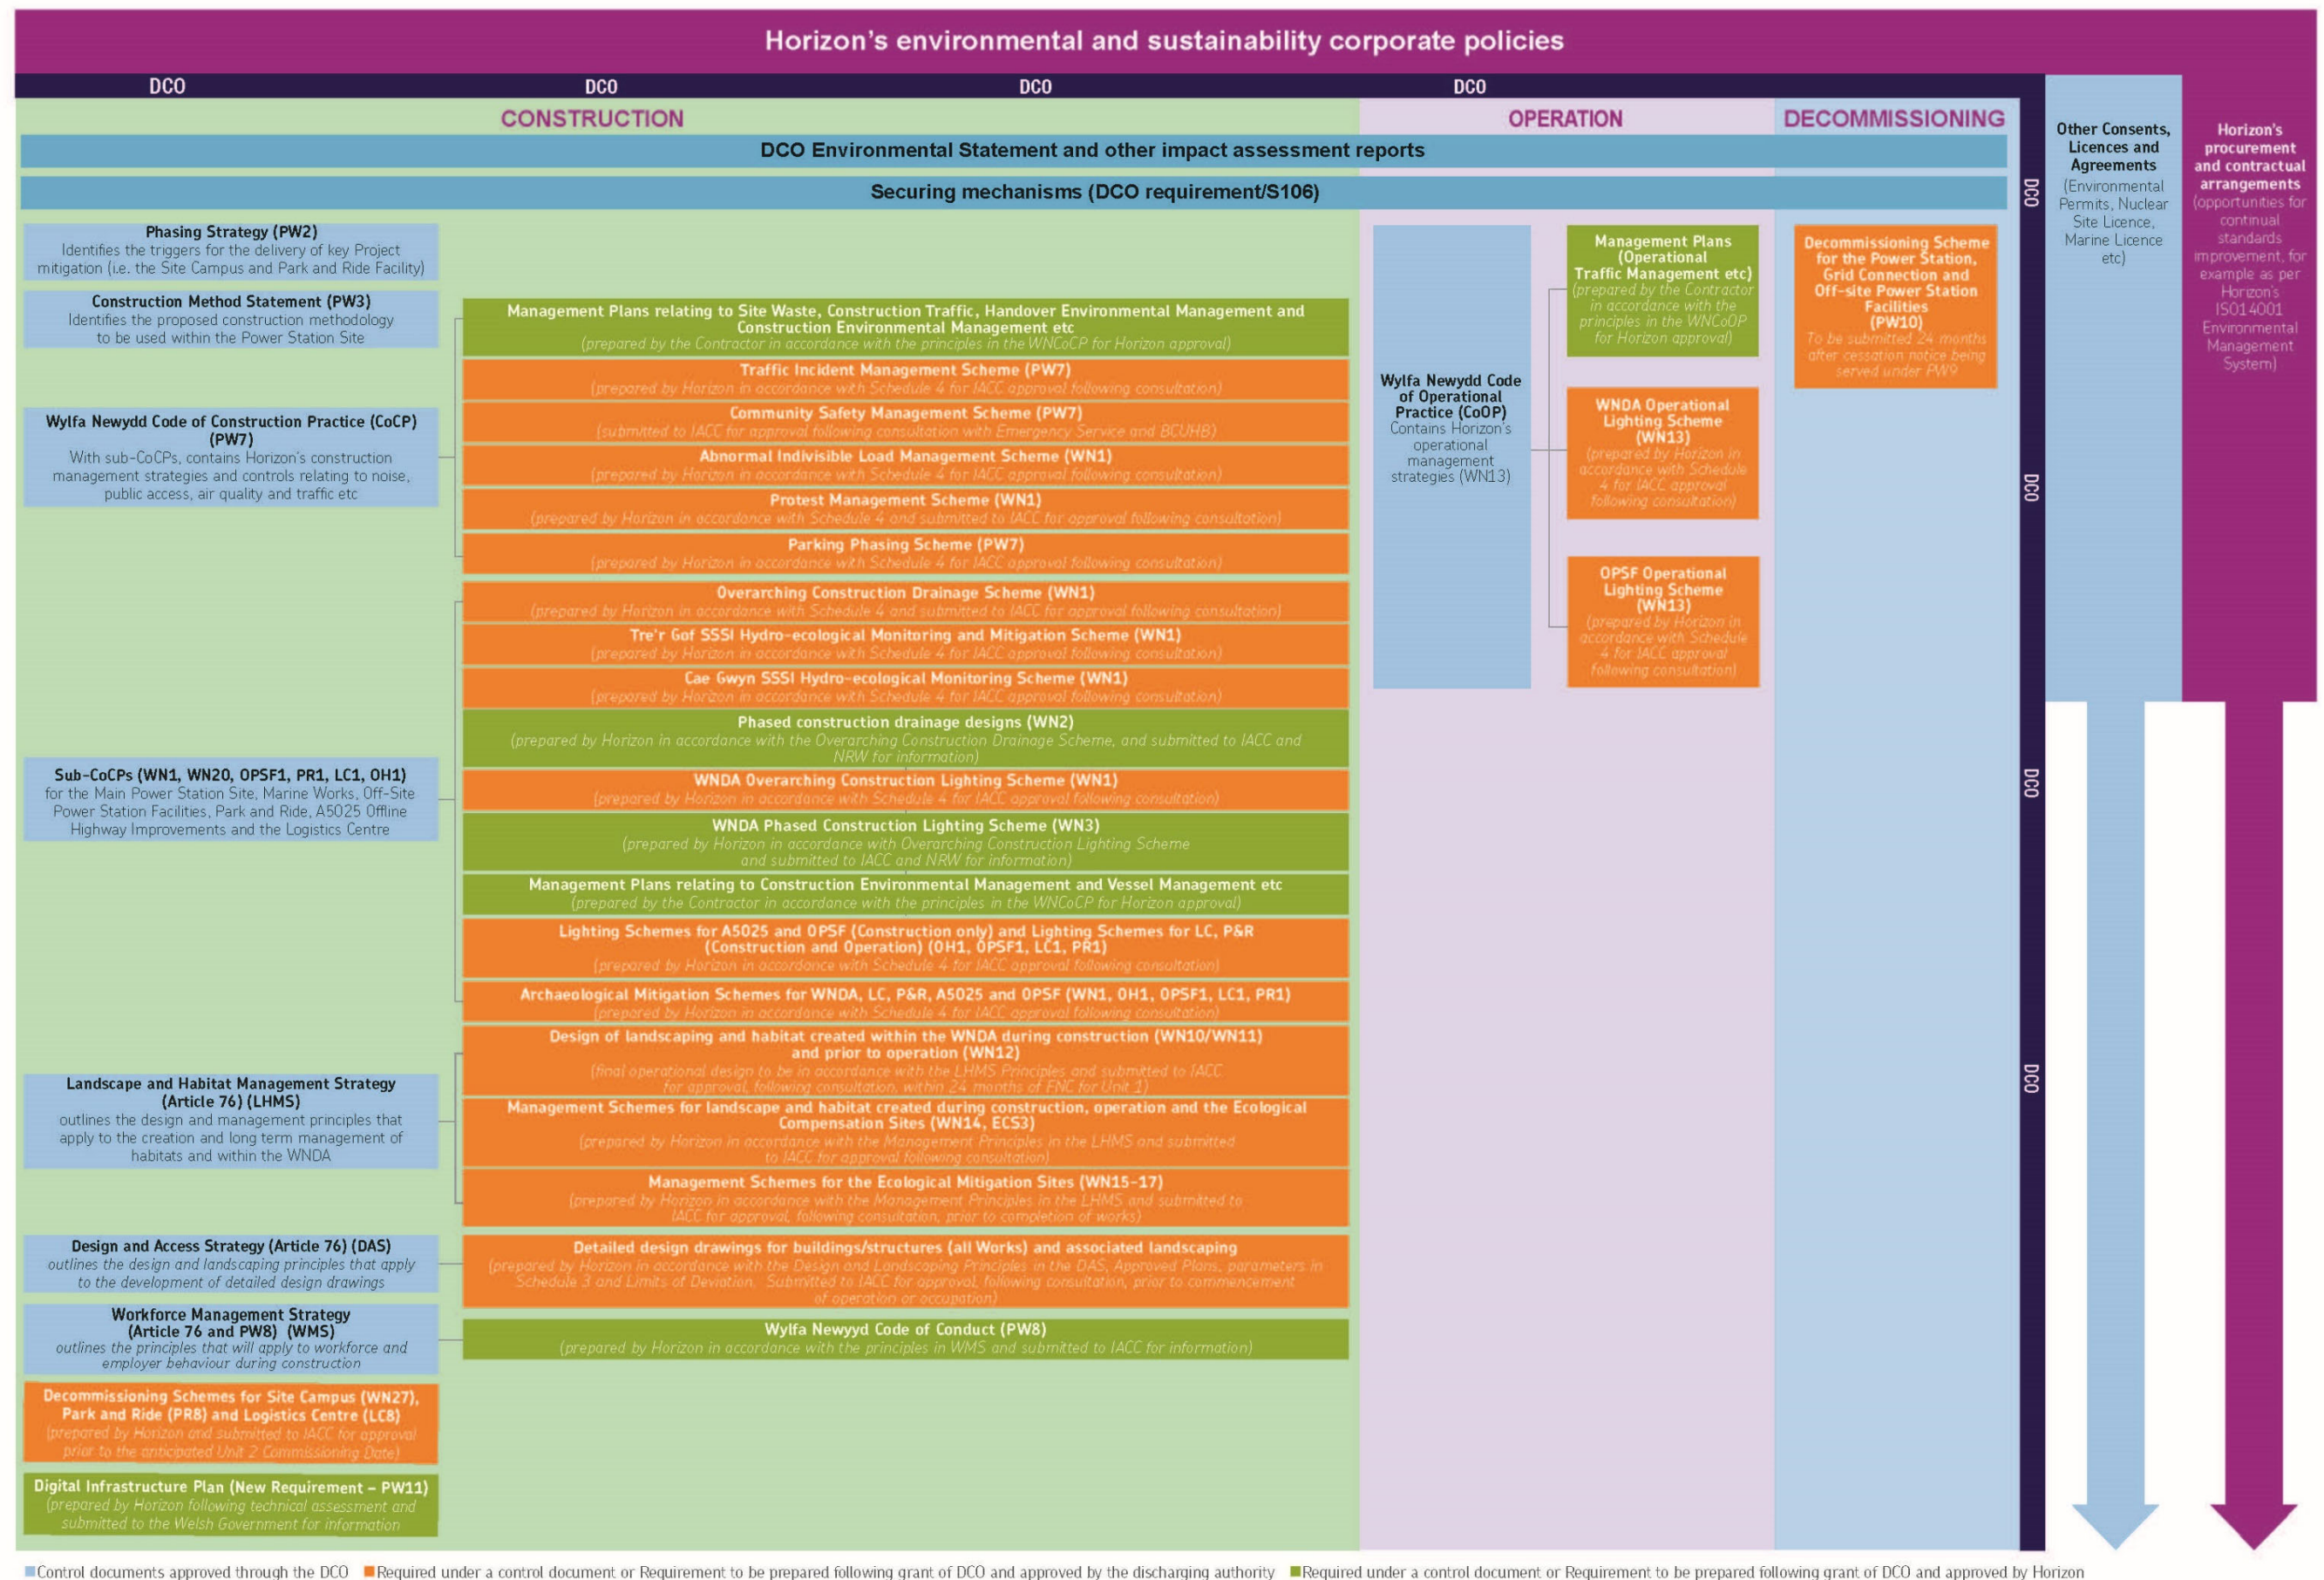 Horizon's environmental and sustainability corporate policies
DCO
DCO
DCO
DCO
CONSTRUCTION
OPERATION
DECOMMISSIONING
DCO Environmental Statement and other impact assessment reports
Securing mechanisms (DCO requirement/S106)
Phasing Strategy (PW2)
Identifies the triggers for the delivery of key Project
mitigation (i.e. the Site Campus and Park and Ride Facility)
Construction Method Statement (PW3)
Identifies the proposed construction methodology
to be used within the Power Station Site
Wylfa Newydd Code of Construction Practice (CoCP)
(PW7)
With sub-CoCPs, contains Horizon's construction
management strategies and controls relating to noise,
public access, air quality and traffic etc
Sub-CoCPs (WN1, WN20, OPSF1, PR1, LC1, OH1)
for the Main Power Station Site, Marine Works, Off-Site
Power Station Facilities, Park and Ride, A5025 Offline
Highway Improvements and the Logistics Centre
Landscape and Habitat Management Strategy
(Article 76) (LHMS)
outlines the design and management principles that
apply to the creation and long term management of
habitats and within the WNDA
Design and Access Strategy (Article 76) (DAS)
outlines the design and landscaping principles that apply
to the development of detailed design drawings
Workforce Management Strategy
(Article 76 and PW8) (WMS)
outlines the principles that will apply to workforce and
employer behaviour during construction
Decommissioning Schemes for Site Campus (WN27),
Park and Ride (PR8) and Logistics Centre (LC8)
(prepared by Horizon and submitted to IACC for approval
prior to the anticipated Unit 2 Commissioning Date)
Digital Infrastructure Plan (New Requirement – PW11)
(prepared by Horizon following technical assessment and
submitted to the Welsh Government for information
Management Plans relating to Site Waste, Construction Traffic, Handover Environmental Management and
Construction Environmental Management etc
(prepared by the Contractor in accordance with the principles in the WNCoCP for Horizon approval)
Traffic Incident Management Scheme (PW7)
(prepared by Horizon in accordance with Schedule 4 for IACC approval following consultation)
Community Safety Management Scheme (PW7)
(submitted to IACC for approval following consultation with Emergency Service and BCUHB)
Abnormal Indivisible Load Management Scheme (WN1)
(prepared by Horizon in accordance with Schedule 4 for IACC approval following consultation)
Protest Management Scheme (WN1)
(prepared by Horizon in accordance with Schedule 4 and submitted to IACC for approval following consultation)
Parking Phasing Scheme (PW7)
(prepared by Horizon in accordance with Schedule 4 for IACC approval following consultation)
Overarching Construction Drainage Scheme (WN1)
(prepared by Horizon in accordance with Schedule 4 and submitted to IACC for approval following consultation)
Tre'r Gof SSSI Hydro-ecological Monitoring and Mitigation Scheme (WN1)
(prepared by Horizon in accordance with Schedule 4 for IACC approval following consultation)
Cae Gwyn SSSI Hydro-ecological Monitoring Scheme (WN1)
(prepared by Horizon in accordance with Schedule 4 for IACC approval following consultation)
Phased construction drainage designs (WN2)
(prepared by Horizon in accordance with the Overarching Construction Drainage Scheme, and submitted to IACC and
NRW for information)
WNDA Overarching Construction Lighting Scheme (WN1)
(prepared by Horizon in accordance with Schedule 4 for IACC approval following consultation)
WNDA Phased Construction Lighting Scheme (WN3)
(prepared by Horizon in accordance with Overarching Construction Lighting Scheme
and submitted to IACC and NRW for information)
Management Plans relating to Construction Environmental Management and Vessel Management etc
(prepared by the Contractor in accordance with the principles in the WNCoCP for Horizon approval)
Lighting Schemes for A5025 and OPSF (Construction only) and Lighting Schemes for LC, P&R
(Construction and Operation) (OH1, OPSF1, LC1, PR1)
(prepared by Horizon in accordance with Schedule 4 for IACC approval following consultation)
Archaeological Mitigation Schemes for WNDA, LC, P&R, A5025 and OPSF (WN1, OH1, OPSF1, LC1, PR1)
(prepared by Horizon in accordance with Schedule 4 for IACC approval following consultation)
Design of landscaping and habitat created within the WNDA during construction (WN10/WN11)
and prior to operation (WN12)
(final operational design to be in accordance with the LHMS Principles and submitted to IACC
for approval, following consultation, within 24 months of FNC for Unit 1)
Management Schemes for landscape and habitat created during construction, operation and the Ecological
Compensation Sites (WN14, ECS3)
(prepared by Horizon in accordance with the Management Principles in the LHMS and submitted
to IACC for approval following consultation)
Management Schemes for the Ecological Mitigation Sites (WN15-17)
(prepared by Horizon in accordance with the Management Principles in the LHMS and submitted to
IACC for approval, following consultation, prior to completion of works)
Detailed design drawings for buildings/structures (all Works) and associated landscaping
(prepared by Horizon in accordance with the Design and Landscaping Principles in the DAS, Approved Plans, parameters in
Schedule 3 and Limits of Deviation. Submitted to IACC for approval, following consultation, prior to commencement
of operation or occupation)
Wylfa Newyyd Code of Conduct (PW8)
(prepared by Horizon in accordance with the principles in WMS and submitted to IACC for information)
Wylfa Newydd Code
of Operational
Practice (CoOP)
Contains Horizon's
operational
management
strategies (WN13)
Management Plans
(Operational
Traffic Management etc)
(prepared by the Contractor
in accordance with the
principles in the WNCoOP
for Horizon approval)
WNDA Operational
Lighting Scheme
(WN13)
(prepared by Horizon in
accordance with Schedule
4 for IACC approval
following consultation)
OPSF Operational
Lighting Scheme
(WN13)
(prepared by Horizon in
accordance with Schedule
4 for IACC approval
following consultation)
Decommissioning Scheme
for the Power Station,
Grid Connection and
Off-site Power Station
Facilities
(PW10)
To be submitted 24 months
after cessation notice being
served under PW9
DCO
DCO
DCO
DCO
Other Consents,
Licences and
Agreements
(Environmental
Permits, Nuclear
Site Licence,
Marine Licence
etc)
Horizon's
procurement
and contractual
arrangements
(opportunities for
continual
standards
improvement, for
example as per
Horizon's
ISO14001
Environmental
Management
System)
Control documents approved through the DCO
Required under a control document or Requirement to be prepared following grant of DCO and approved by the discharging authority
Required under a control document or Requirement to be prepared following grant of DCO and approved by Horizon